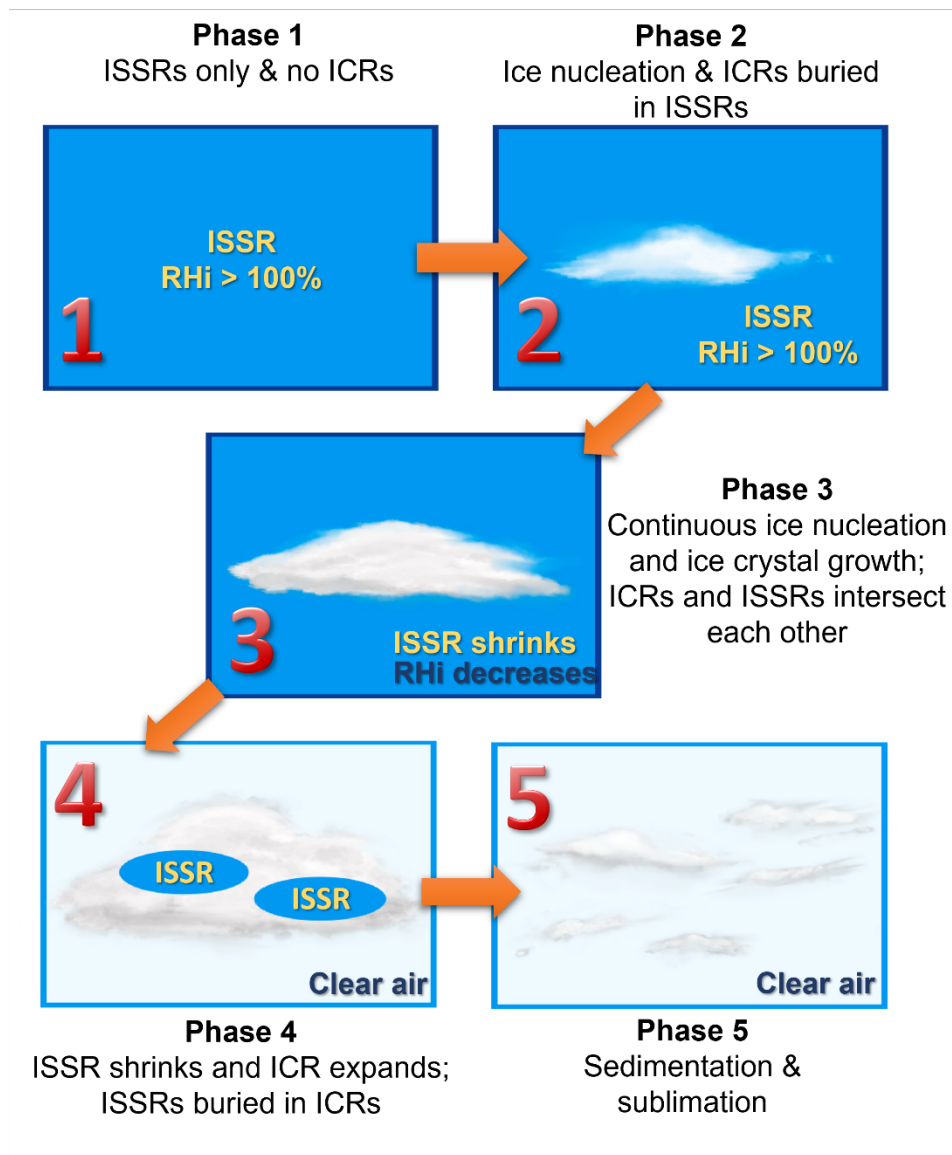 Phase 1
ISSRs only & no ICRs
Phase 2
Ice nucleation & ICRs buried
in ISSRs
ISSR
RHi > 100%
1
2
ISSR
RHi > 100%
Phase 3
Continuous ice nucleation
and ice crystal growth;
ICRs and ISSRs intersect
each other
3
ISSR shrinks
RHi decreases
4
ISSR
ISSR
Clear air
5
Clear air
Phase 4
ISSR shrinks and ICR expands;
ISSRs buried in ICRs
Phase 5
Sedimentation &
sublimation